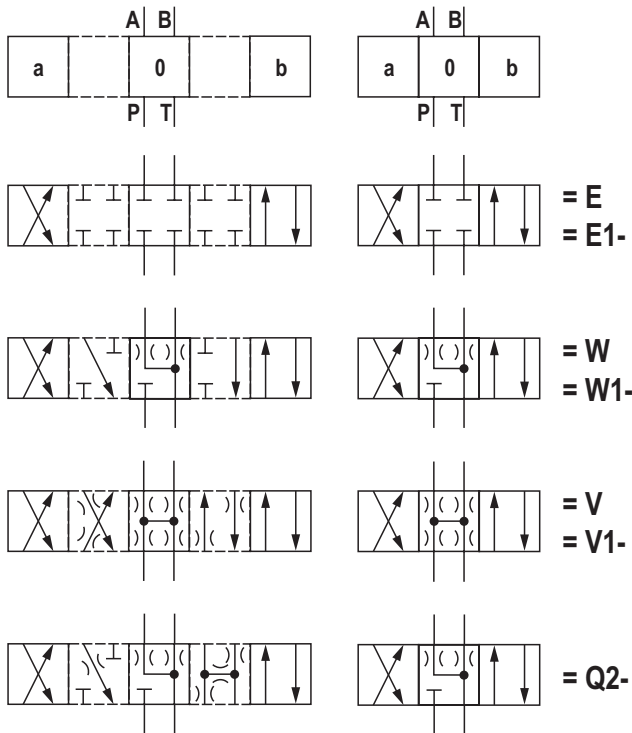 A B A B
a 0 b a 0 b
P T P T
= E
= E1-
= W
= W1-
= V
= V1-
= Q2-